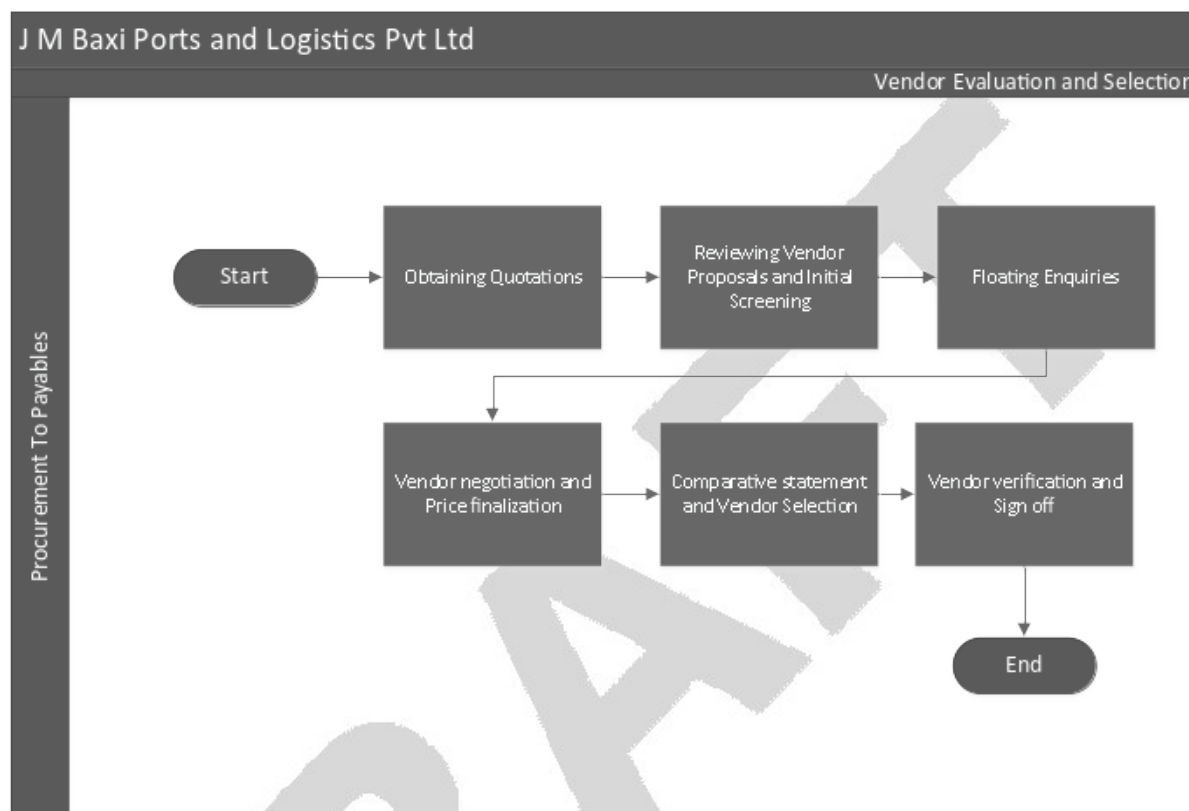 J M Baxi Ports and Logistics Pvt Ltd
Vendor Evaluation and Selection
Procurement To Payables
Start
Obtaining Quotations
Reviewing Vendor
Proposals and Initial
Screening
Floating Enquiries
Vendor negotiation and
Price finalization
Comparative statement
and Vendor Selection
Vendor verification and
Sign off
End
DRAFT